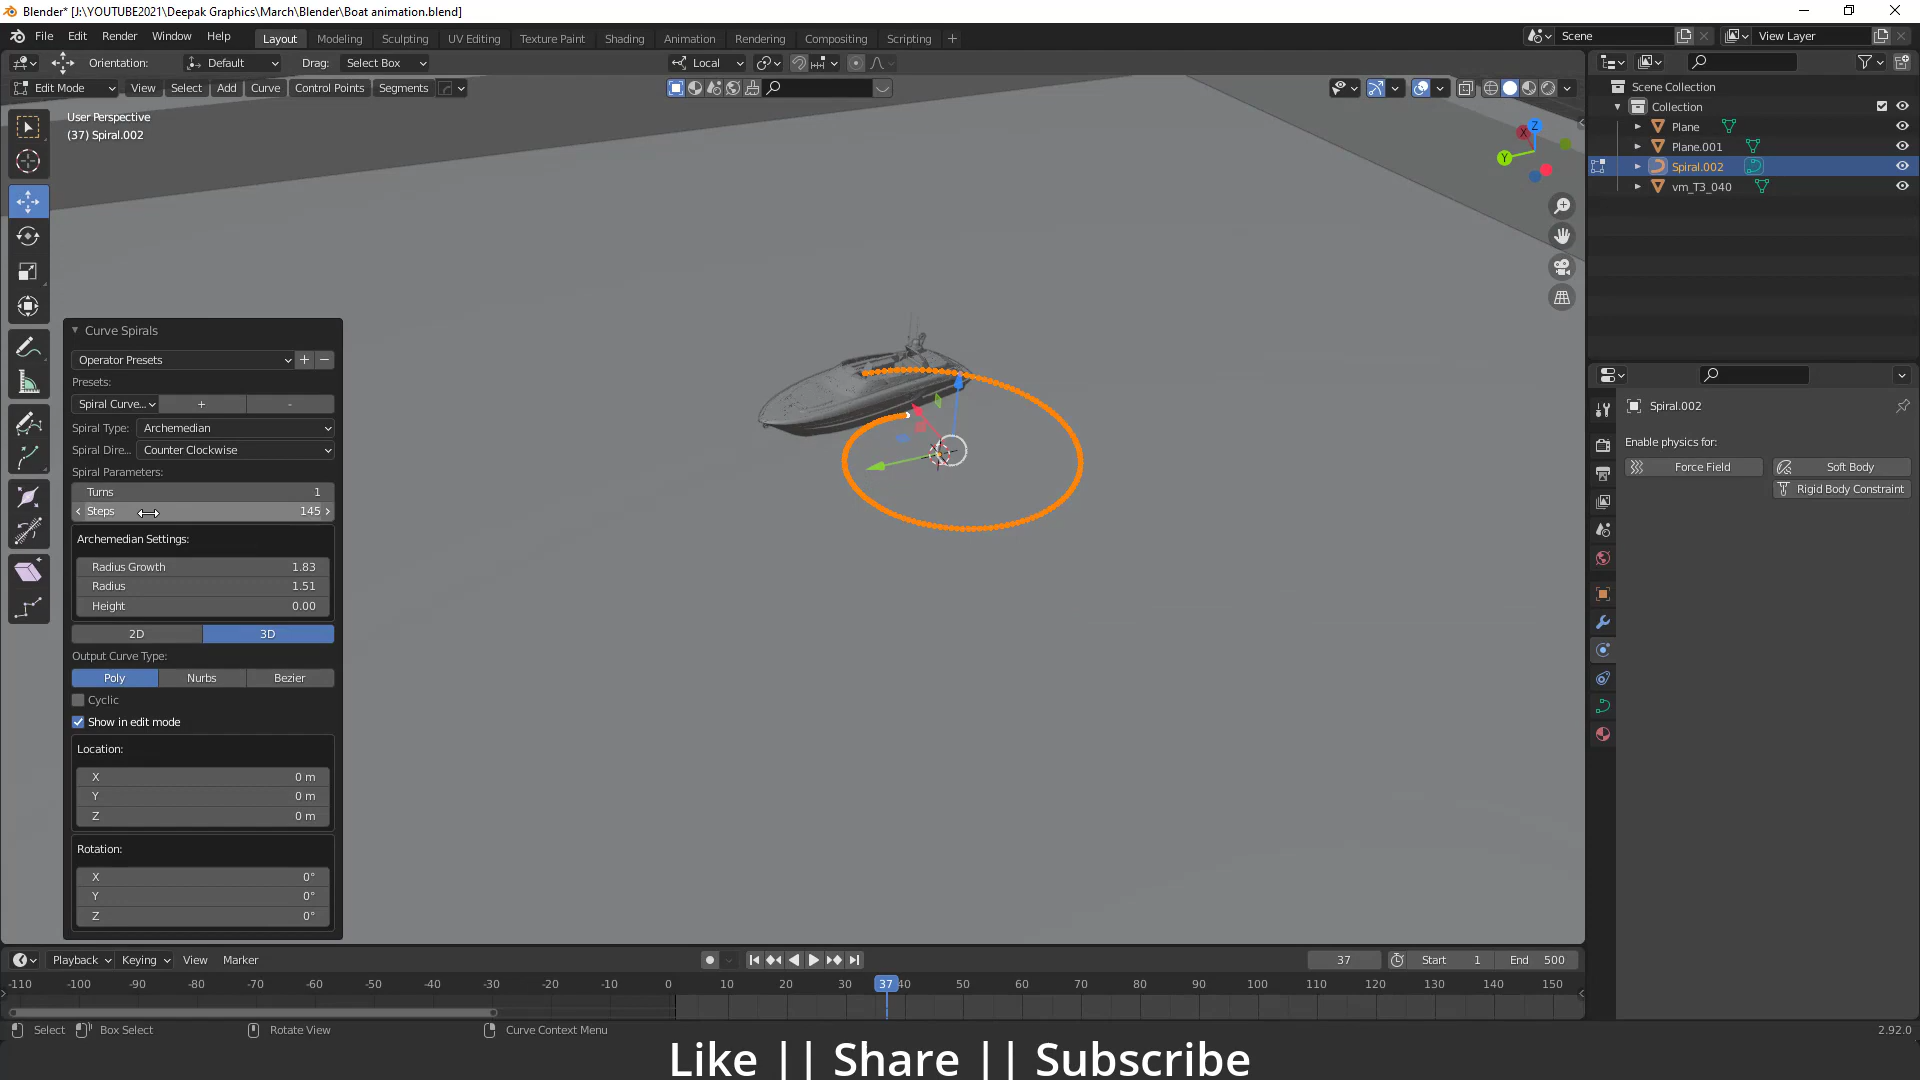 Blender* [J:\YOUTUBE2021\Deepak Graphics\March\Blender\Boat animation.blend]
File Edit Render Window Help Layout Modeling Sculpting UV Editing Texture Paint Shading Animation Rendering Compositing Scripting + Scene View Layer
Orientation: Default Drag: Select Box Local
Edit Mode View Select Add Curve Control Points Segments
User Perspective
(37) Spiral.002
X Y Z
Scene Collection
Collection
Plane
Plane.001
Spiral.002
vm_T3_040
Spiral.002
Enable physics for:
Force Field Soft Body
Rigid Body Constraint
Curve Spirals
Operator Presets + −
Presets:
Spiral Curve... + -
Spiral Type: Archemedian
Spiral Dire... Counter Clockwise
Spiral Parameters:
Turns 1
Steps 145
Archemedian Settings:
Radius Growth 1.83
Radius 1.51
Height 0.00
2D 3D
Output Curve Type:
Poly Nurbs Bezier
Cyclic
Show in edit mode
Location:
X 0 m
Y 0 m
Z 0 m
Rotation:
X 0°
Y 0°
Z 0°
Playback Keying View Marker 37 Start 1 End 500
-110 -100 -90 -80 -70 -60 -50 -40 -30 -20 -10 0 10 20 30 37 40 50 60 70 80 90 100 110 120 130 140 150
Select Box Select Rotate View Curve Context Menu 2.92.0
Like || Share || Subscribe